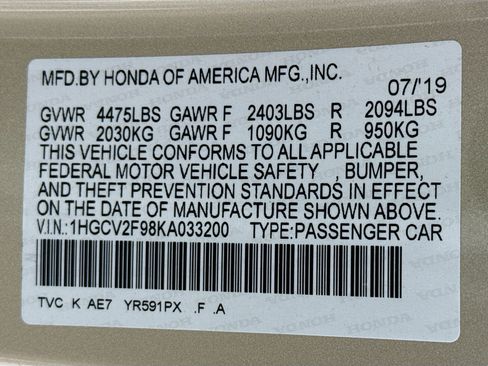 MFD.BY HONDA OF AMERICA MFG.,INC.
07/'19
GVWR 4475LBS GAWR F 2403LBS R 2094LBS
GVWR 2030KG GAWR F 1090KG R 950KG
THIS VEHICLE CONFORMS TO ALL APPLICABLE
FEDERAL MOTOR VEHICLE SAFETY , BUMPER,
AND THEFT PREVENTION STANDARDS IN EFFECT
ON THE DATE OF MANUFACTURE SHOWN ABOVE.
V.I.N.:1HGCV2F98KA033200 TYPE:PASSENGER CAR
TVC K AE7 YR591PX .F .A